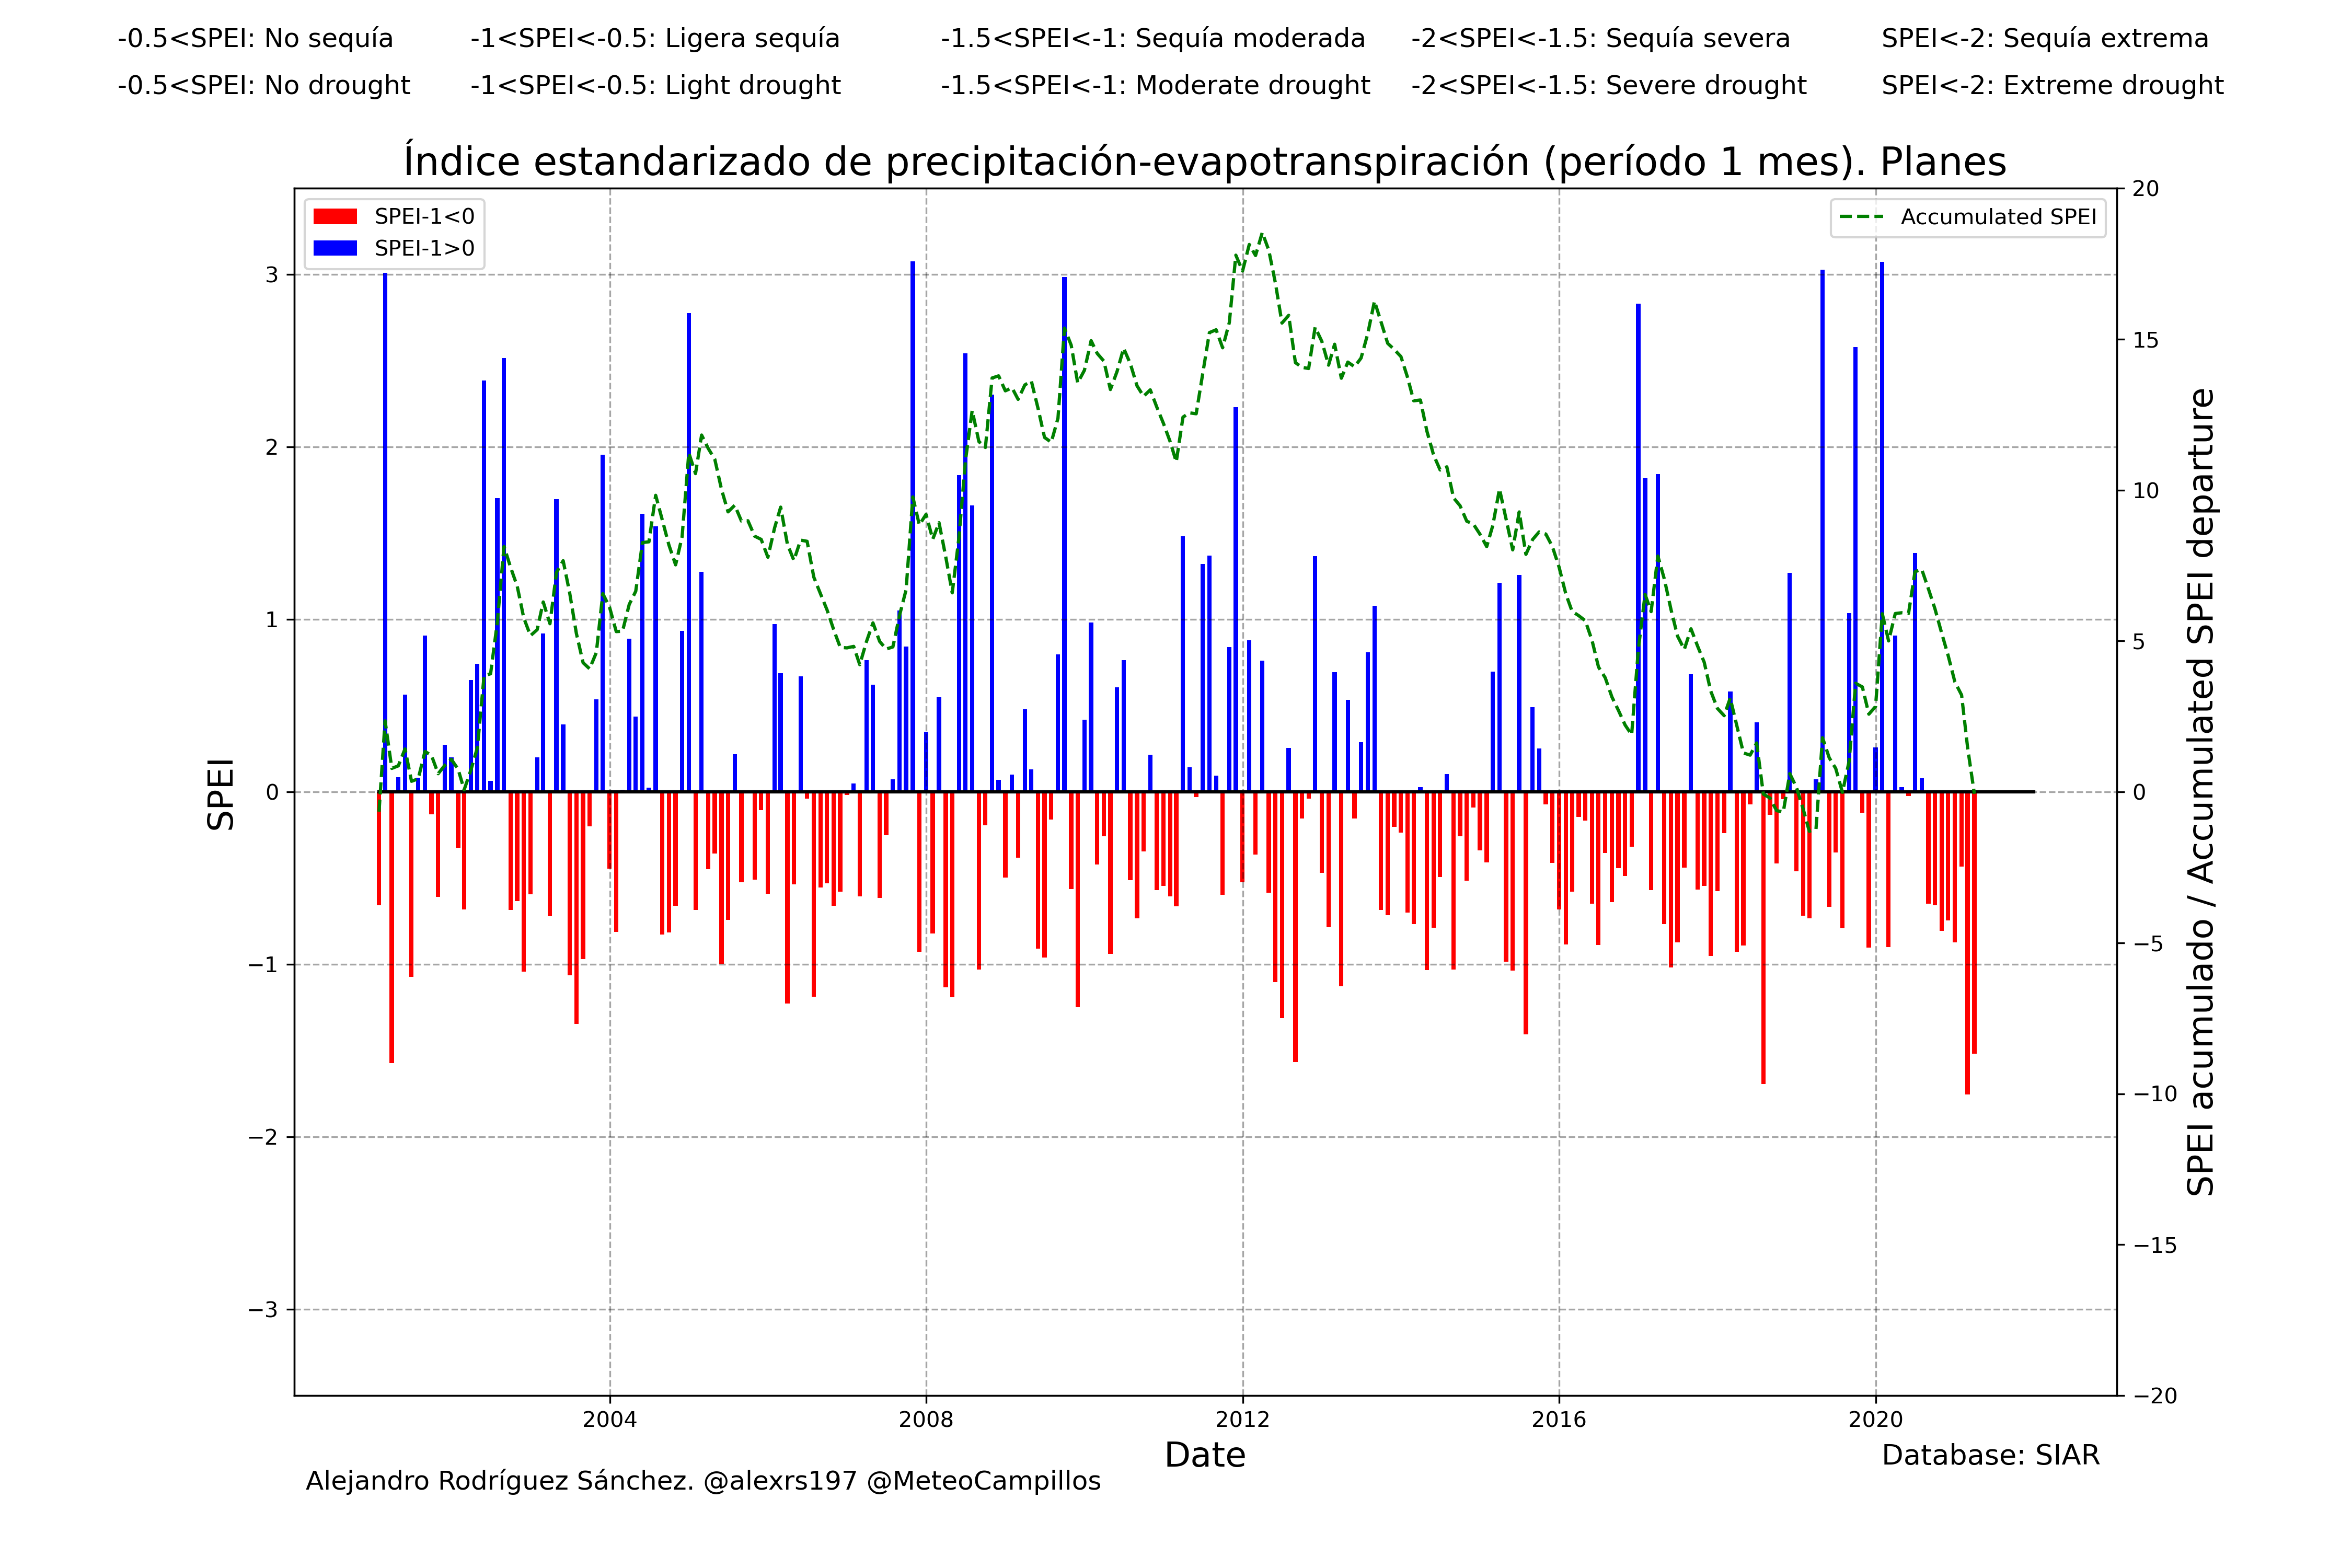 -0.5<SPEI: No sequía -1<SPEI<-0.5: Ligera sequía -1.5<SPEI<-1: Sequía moderada -2<SPEI<-1.5: Sequía severa SPEI<-2: Sequía extrema
-0.5<SPEI: No drought -1<SPEI<-0.5: Light drought -1.5<SPEI<-1: Moderate drought -2<SPEI<-1.5: Severe drought SPEI<-2: Extreme drought
Índice estandarizado de precipitación-evapotranspiración (período 1 mes). Planes
SPEI-1<0
SPEI-1>0
Accumulated SPEI
SPEI
3
2
1
0
−1
−2
−3
20
15
10
5
0
−5
−10
−15
−20
SPEI acumulado / Accumulated SPEI departure
2004 2008 2012 2016 2020
Date
Database: SIAR
Alejandro Rodríguez Sánchez. @alexrs197 @MeteoCampillos